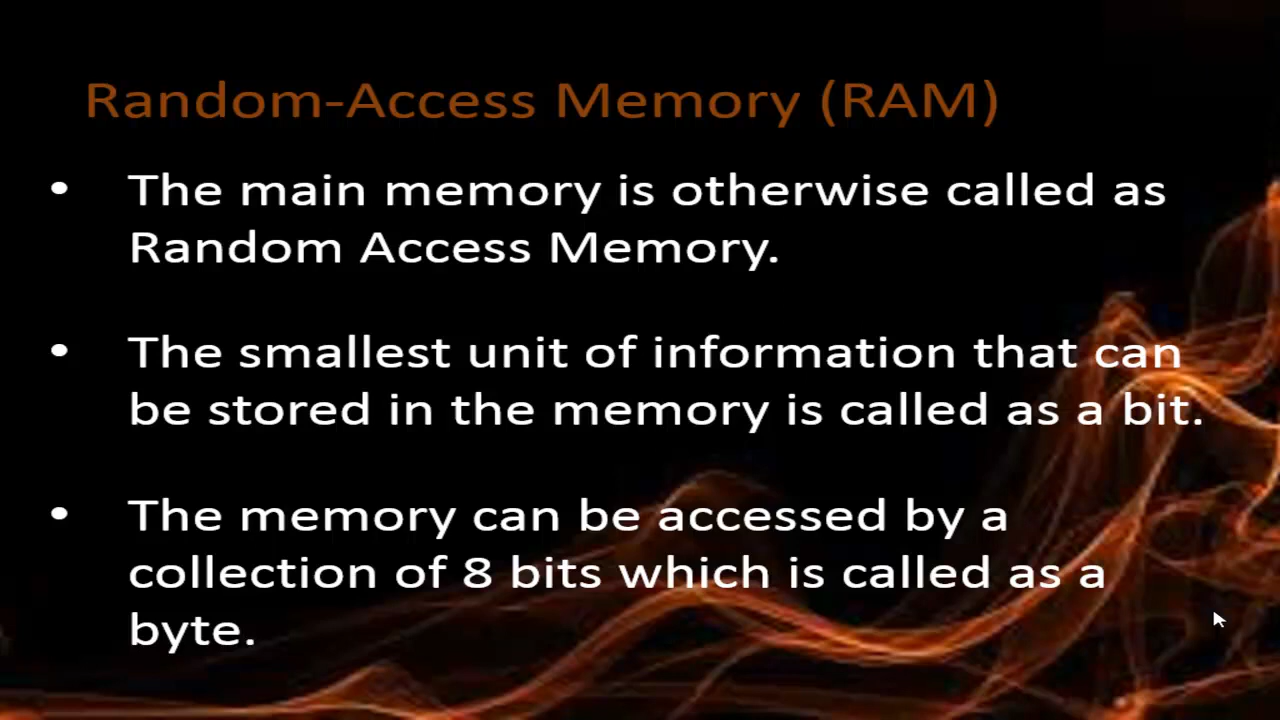 Random-Access Memory (RAM)
• The main memory is otherwise called as
Random Access Memory.
• The smallest unit of information that can
be stored in the memory is called as a bit.
• The memory can be accessed by a
collection of 8 bits which is called as a
byte.